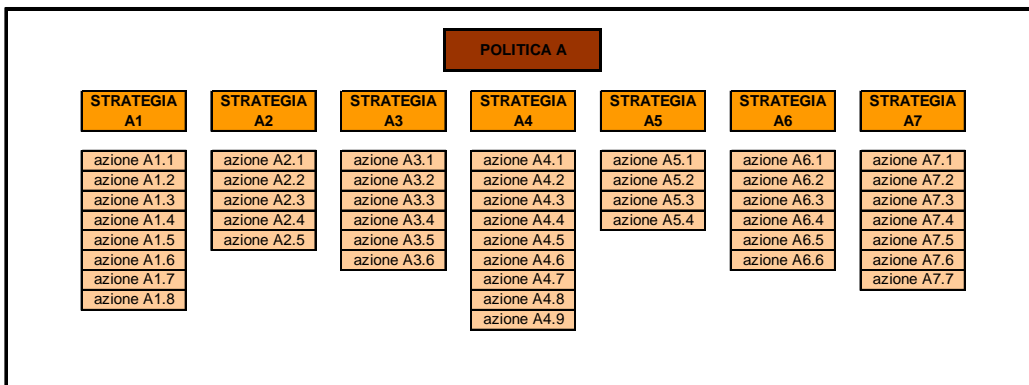 POLITICA A
STRATEGIA A1
STRATEGIA A2
STRATEGIA A3
STRATEGIA A4
STRATEGIA A5
STRATEGIA A6
STRATEGIA A7
azione A1.1
azione A1.2
azione A1.3
azione A1.4
azione A1.5
azione A1.6
azione A1.7
azione A1.8
azione A2.1
azione A2.2
azione A2.3
azione A2.4
azione A2.5
azione A3.1
azione A3.2
azione A3.3
azione A3.4
azione A3.5
azione A3.6
azione A4.1
azione A4.2
azione A4.3
azione A4.4
azione A4.5
azione A4.6
azione A4.7
azione A4.8
azione A4.9
azione A5.1
azione A5.2
azione A5.3
azione A5.4
azione A6.1
azione A6.2
azione A6.3
azione A6.4
azione A6.5
azione A6.6
azione A7.1
azione A7.2
azione A7.3
azione A7.4
azione A7.5
azione A7.6
azione A7.7